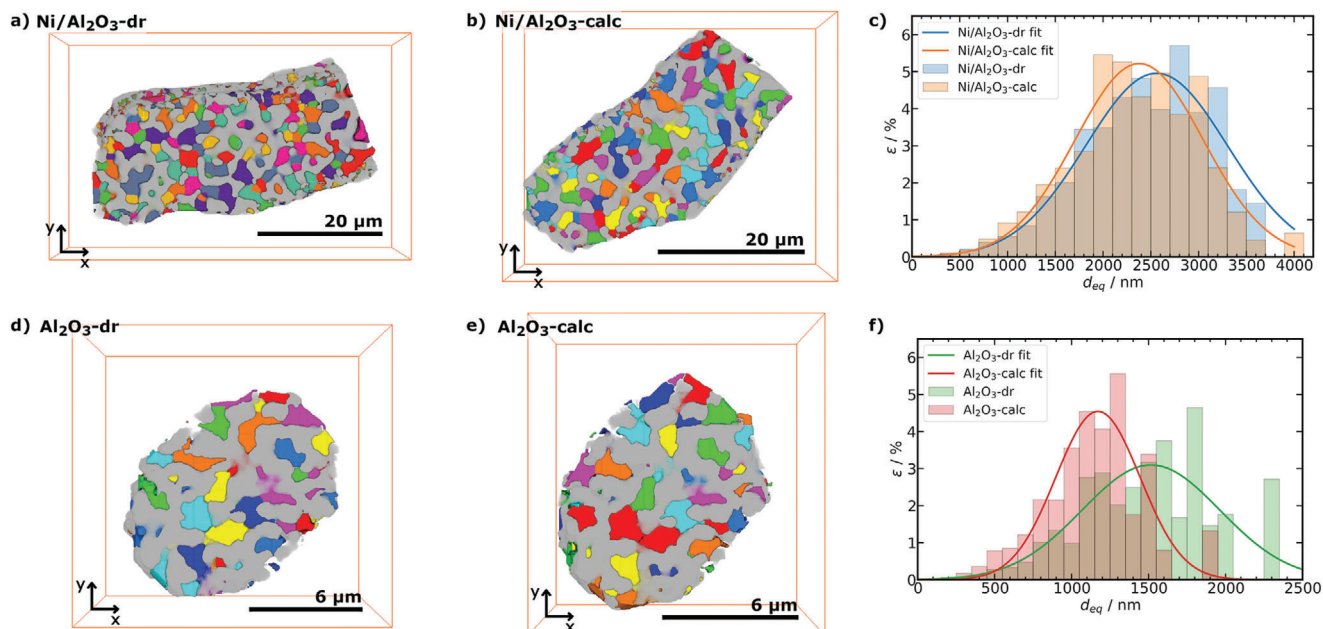 a) Ni/Al₂O₃-dr
y
x
20 µm
b) Ni/Al₂O₃-calc
y
x
20 µm
c)
Ni/Al₂O₃-dr fit
Ni/Al₂O₃-calc fit
Ni/Al₂O₃-dr
Ni/Al₂O₃-calc
ε / %
6
5
4
3
2
1
0
0 500 1000 1500 2000 2500 3000 3500 4000
d_eq / nm
d) Al₂O₃-dr
y
x
6 µm
e) Al₂O₃-calc
y
x
6 µm
f)
Al₂O₃-dr fit
Al₂O₃-calc fit
Al₂O₃-dr
Al₂O₃-calc
ε / %
6
5
4
3
2
1
0
0 500 1000 1500 2000 2500
d_eq / nm